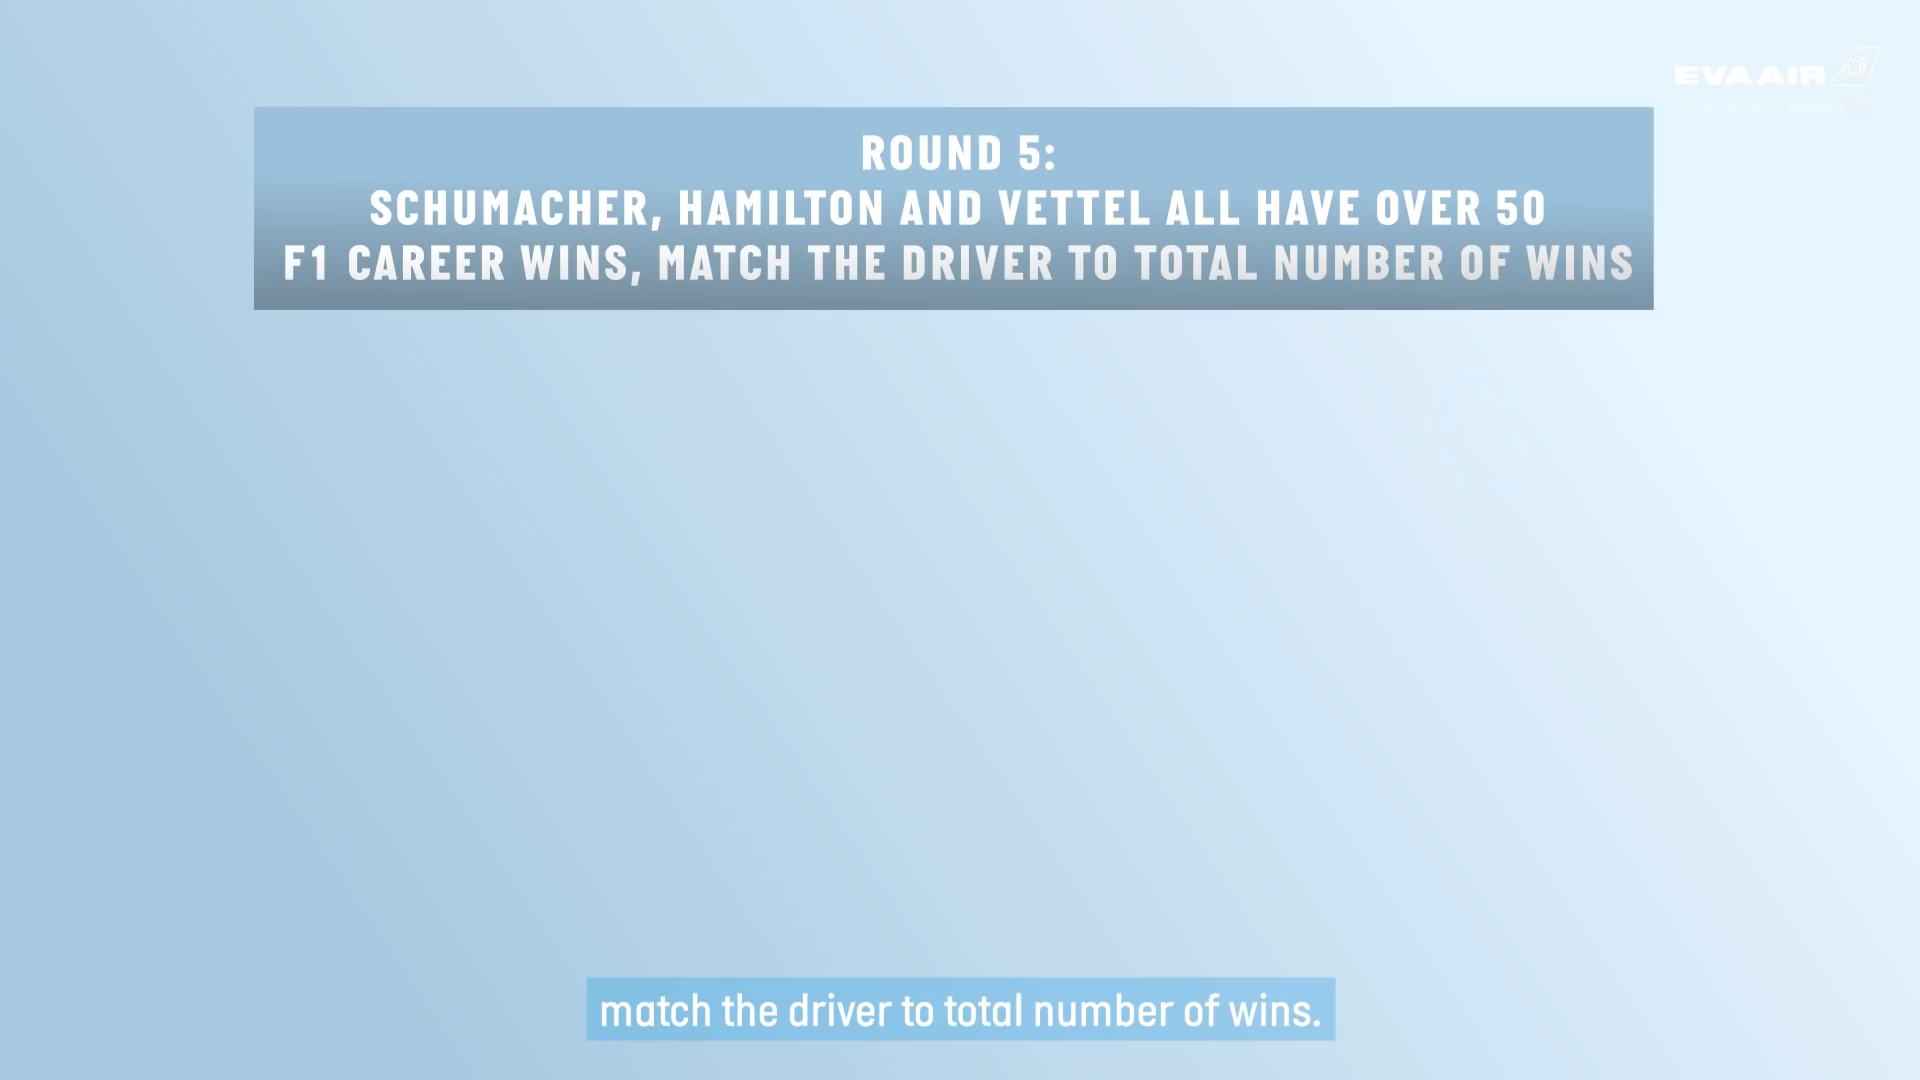 EVA AIR
ROUND 5:
SCHUMACHER, HAMILTON AND VETTEL ALL HAVE OVER 50
F1 CAREER WINS, MATCH THE DRIVER TO TOTAL NUMBER OF WINS
match the driver to total number of wins.